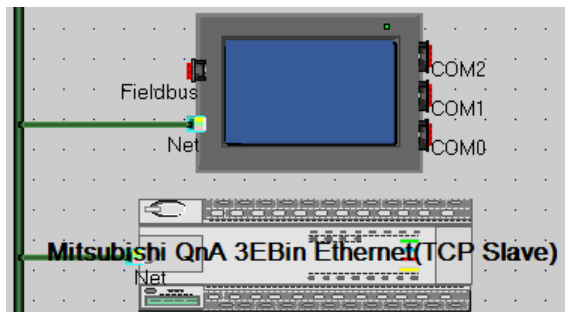 COM2
Fieldbus
COM1
Net
COM0
Mitsubishi QnA 3EBin Ethernet(TCP Slave)
Net